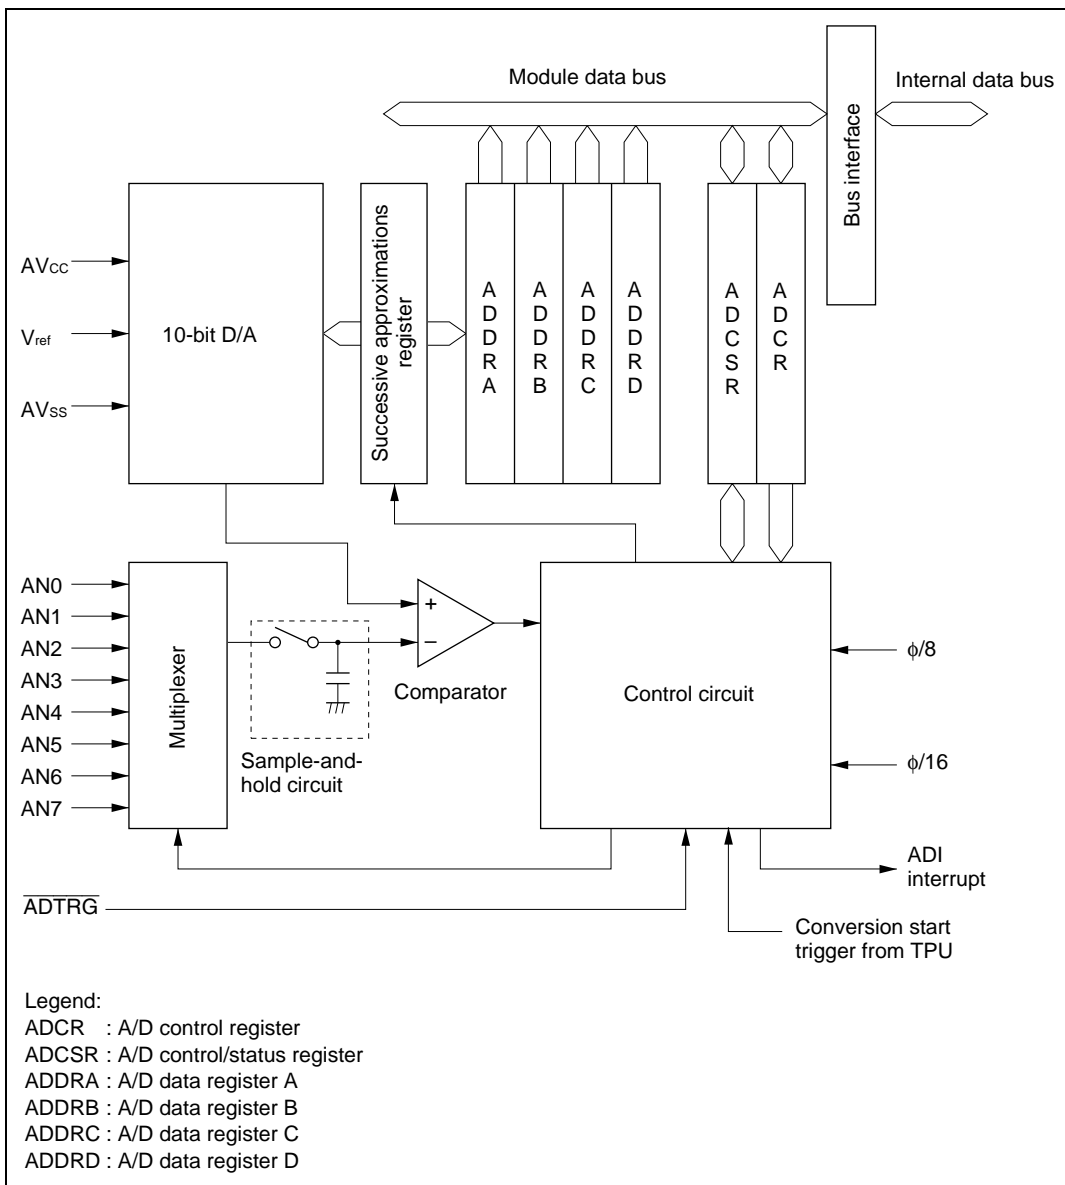 Module data bus
Internal data bus
Bus interface
AVCC
Vref
AVSS
10-bit D/A
Successive approximations
register
ADDRA
ADDRB
ADDRC
ADDRD
ADCSR
ADCR
AN0
AN1
AN2
AN3
AN4
AN5
AN6
AN7
Multiplexer
+
−
Comparator
Sample-and-
hold circuit
Control circuit
ϕ/8
ϕ/16
ADI
interrupt
ADTRG
Conversion start
trigger from TPU
Legend:
ADCR : A/D control register
ADCSR : A/D control/status register
ADDRA : A/D data register A
ADDRB : A/D data register B
ADDRC : A/D data register C
ADDRD : A/D data register D